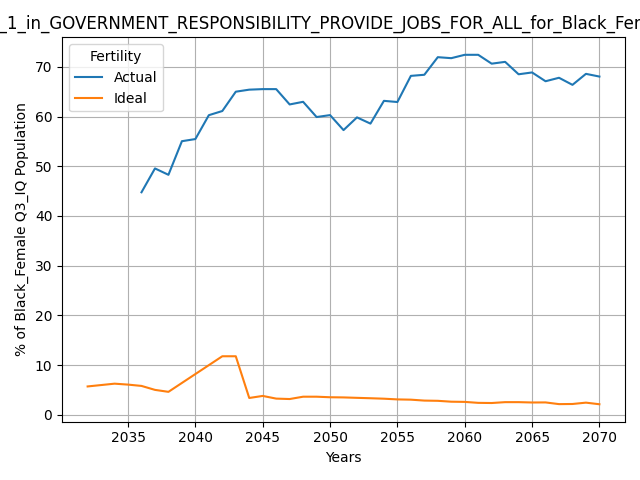 _1_in_GOVERNMENT_RESPONSIBILITY_PROVIDE_JOBS_FOR_ALL_for_Black_Fem
Fertility
Actual
Ideal
70
60
50
40
30
20
10
0
% of Black_Female Q3_IQ Population
2035 2040 2045 2050 2055 2060 2065 2070
Years